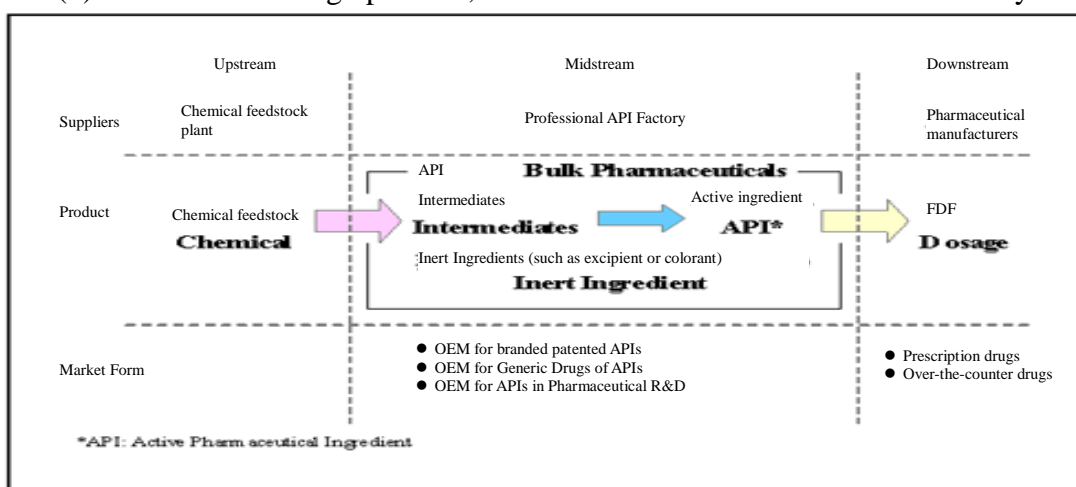 Upstream Midstream Downstream
Suppliers
Chemical feedstock
plant
Professional API Factory
Pharmaceutical
manufacturers
API
Bulk Pharmaceuticals
Product
Chemical feedstock
Chemical
Intermediates
Intermediates
Active ingredient
API*
FDF
Dosage
Inert Ingredients (such as excipient or colorant)
Inert Ingredient
Market Form
● OEM for branded patented APIs
● OEM for Generic Drugs of APIs
● OEM for APIs in Pharmaceutical R&D
● Prescription drugs
● Over-the-counter drugs
*API: Active Pharmaceutical Ingredient